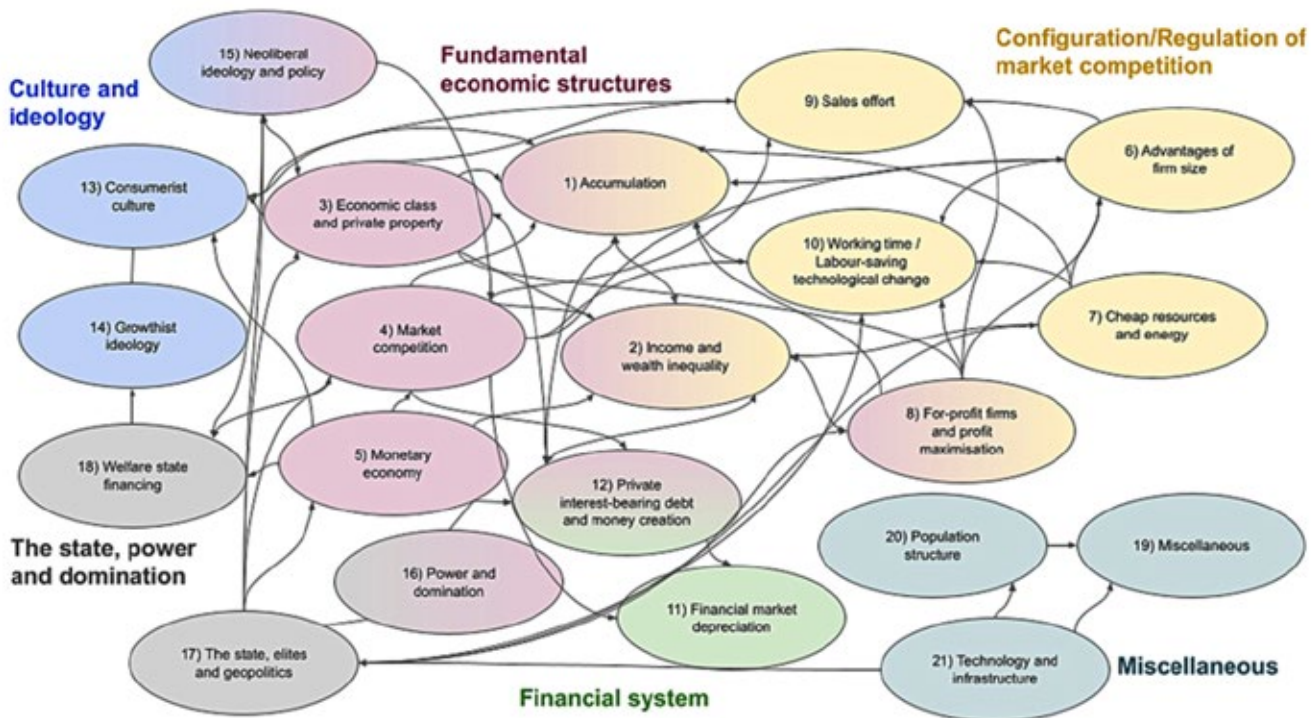 15) Neoliberal
ideology and policy
Fundamental
economic structures
Configuration/Regulation of
market competition
Culture and
ideology
9) Sales effort
6) Advantages of
firm size
13) Consumerist
culture
3) Economic class
and private property
1) Accumulation
10) Working time /
Labour-saving
technological change
14) Growthist
ideology
4) Market
competition
2) Income and
wealth inequality
7) Cheap resources
and energy
8) For-profit firms
and profit
maximisation
18) Welfare state
financing
5) Monetary
economy
12) Private
interest-bearing debt
and money creation
The state, power
and domination
20) Population
structure
19) Miscellaneous
16) Power and
domination
11) Financial market
depreciation
17) The state, elites
and geopolitics
21) Technology and
infrastructure
Miscellaneous
Financial system